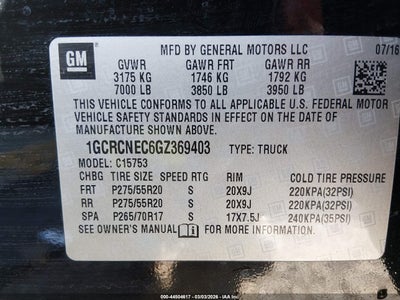 GM
MFD BY GENERAL MOTORS LLC 07/16
GVWR GAWR FRT GAWR RR
3175 KG 1746 KG 1792 KG
7000 LB 3850 LB 3950 LB
THIS VEHICLE CONFORMS TO ALL APPLICABLE U.S. FEDERAL MOTOR
VEHICLE SAFETY STANDARDS IN EFFECT ON THE DATE OF
MANUFACTURE SHOWN ABOVE.
1GCRCNEC6GZ369403 TYPE: TRUCK
C15753
CHBG TIRE SIZE SPEED RTG RIM COLD TIRE PRESSURE
FRT P275/55R20 S 20X9J 220KPA(32PSI)
RR P275/55R20 S 20X9J 220KPA(32PSI)
SPA P265/70R17 S 17X7.5J 240KPA(35PSI)
SEE OWNER'S MANUAL FOR MORE INFORMATION.
000-44604617 - 03/03/2026 - IAA Inc.